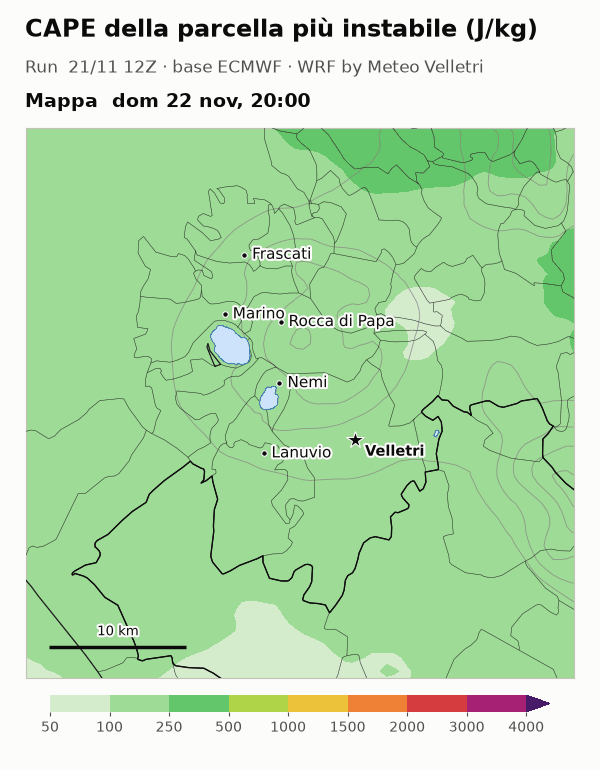 CAPE della parcella più instabile (J/kg)
Run  21/11 12Z · base ECMWF · WRF by Meteo Velletri
Mappa  dom 22 nov, 20:00
Frascati
Marino
Rocca di Papa
Nemi
Velletri
Lanuvio
10 km
50 100 250 500 1000 1500 2000 3000 4000